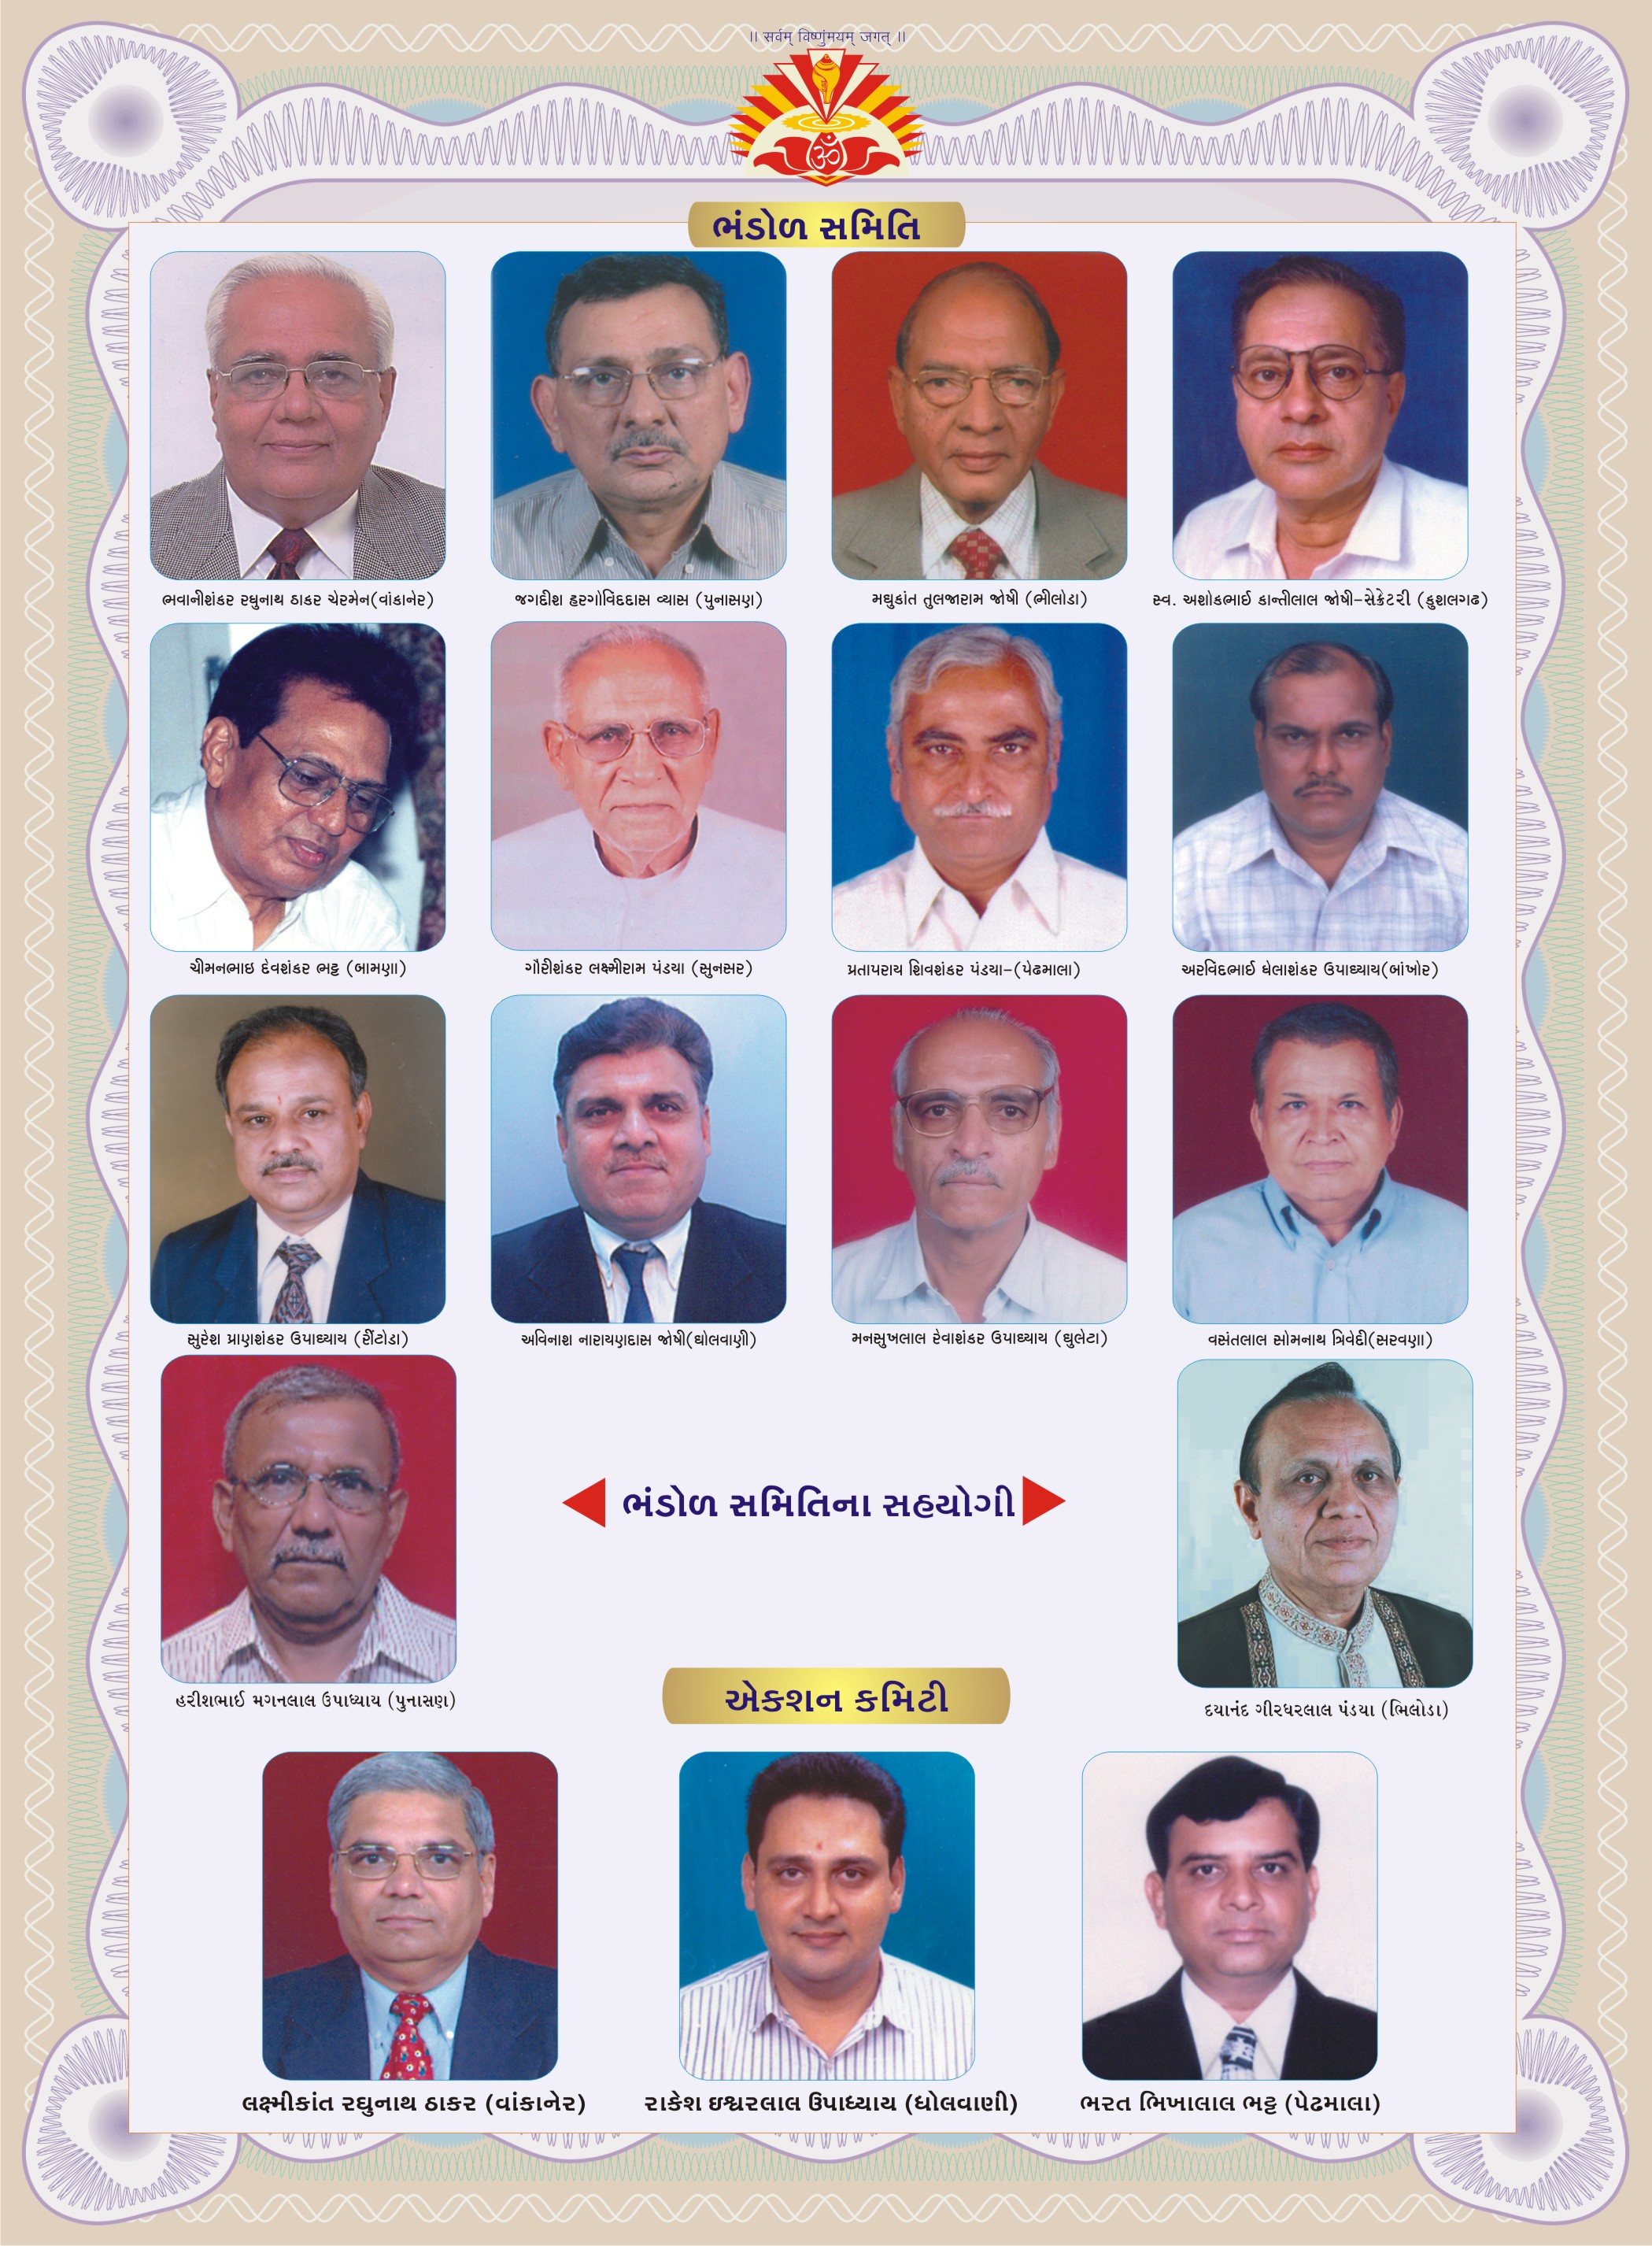 ।। सर्वम् विष्णुंमयम् जगत् ।।
ભંડોળ સમિતિ
ભવાનીશંકર રઘુનાથ ઠાકર ચેરમેન(વાંકાનેર)
જગદીશ હરગોવિંદદાસ વ્યાસ (પુનાસણ)
મધુકાંત તુલજારામ જોષી (ભીલોડા)
સ્વ. અશોકભાઈ કાન્તીલાલ જોષી-સેક્રેટરી (કુશલગઢ)
ચીમનભાઇ દેવશંકર ભટ્ટ (બામણા)
ગૌરીશંકર લક્ષ્મીરામ પંડયા (સુનસર)
પ્રતાપરાય શિવશંકર પંડયા-(પેઢમાલા)
અરવિંદભાઈ ધેલાશંકર ઉપાધ્યાય(બાંખોર)
સુરેશ પ્રાણશંકર ઉપાધ્યાય (રીંટોડા)
અવિનાશ નારાયણદાસ જોષી(ધોલવાણી)
મનસુખલાલ રેવાશંકર ઉપાધ્યાય (ધુલેટા)
વસંતલાલ સોમનાથ ત્રિવેદી(સરવણા)
ભંડોળ સમિતિના સહયોગી
હરીશભાઈ મગનલાલ ઉપાધ્યાય (પુનાસણ)
દયાનંદ ગીરધરલાલ પંડયા (ભિલોડા)
એકશન કમિટી
લક્ષ્મીકાંત રઘુનાથ ઠાકર (વાંકાનેર)
રાકેશ ઇશ્વરલાલ ઉપાધ્યાય (ધોલવાણી)
ભરત ભિખાલાલ ભટ્ટ (પેઢમાલા)